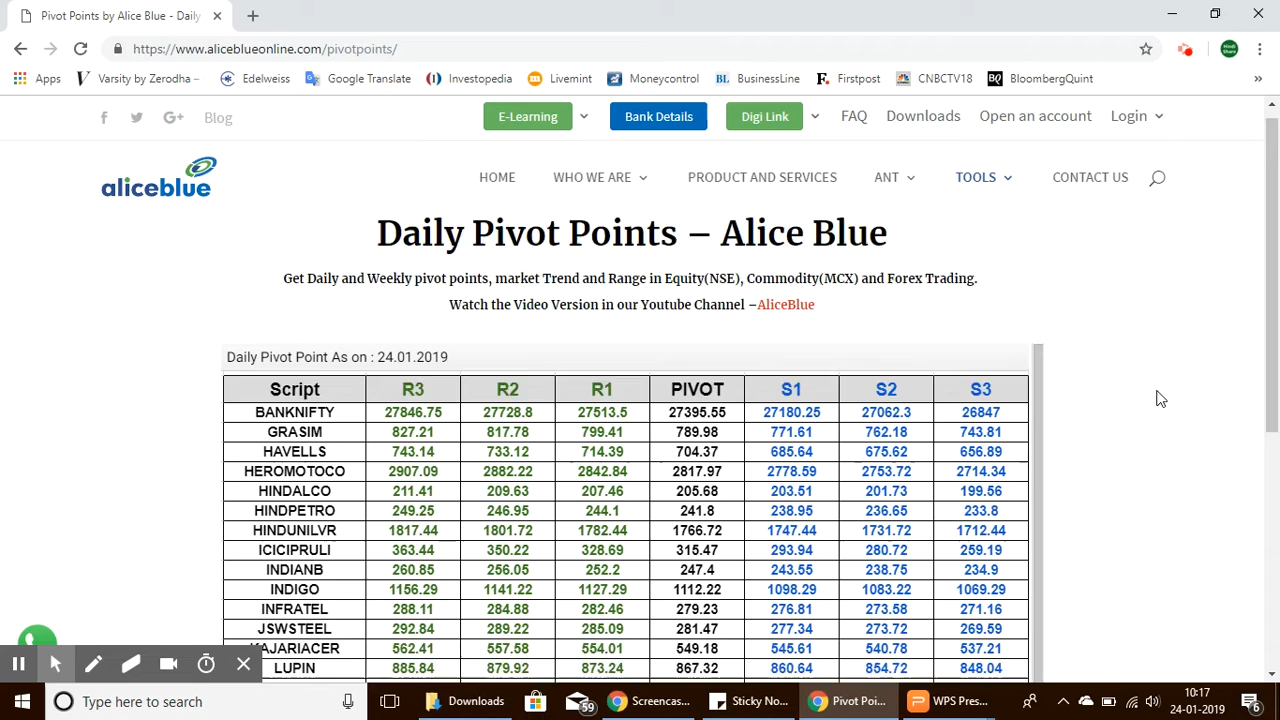 Pivot Points by Alice Blue - Daily
https://www.aliceblueonline.com/pivotpoints/
Apps Varsity by Zerodha – Edelweiss Google Translate Investopedia Livemint Moneycontrol BL BusinessLine F. Firstpost CNBCTV18 BQ BloombergQuint »
Blog E-Learning Bank Details Digi Link FAQ Downloads Open an account Login
aliceblue HOME WHO WE ARE PRODUCT AND SERVICES ANT TOOLS CONTACT US
Daily Pivot Points – Alice Blue
Get Daily and Weekly pivot points, market Trend and Range in Equity(NSE), Commodity(MCX) and Forex Trading.
Watch the Video Version in our Youtube Channel –AliceBlue
Daily Pivot Point As on : 24.01.2019
Script R3 R2 R1 PIVOT S1 S2 S3
BANKNIFTY 27846.75 27728.8 27513.5 27395.55 27180.25 27062.3 26847
GRASIM 827.21 817.78 799.41 789.98 771.61 762.18 743.81
HAVELLS 743.14 733.12 714.39 704.37 685.64 675.62 656.89
HEROMOTOCO 2907.09 2882.22 2842.84 2817.97 2778.59 2753.72 2714.34
HINDALCO 211.41 209.63 207.46 205.68 203.51 201.73 199.56
HINDPETRO 249.25 246.95 244.1 241.8 238.95 236.65 233.8
HINDUNILVR 1817.44 1801.72 1782.44 1766.72 1747.44 1731.72 1712.44
ICICIPRULI 363.44 350.22 328.69 315.47 293.94 280.72 259.19
INDIANB 260.85 256.05 252.2 247.4 243.55 238.75 234.9
INDIGO 1156.29 1141.22 1127.29 1112.22 1098.29 1083.22 1069.29
INFRATEL 288.11 284.88 282.46 279.23 276.81 273.58 271.16
JSWSTEEL 292.84 289.22 285.09 281.47 277.34 273.72 269.59
KAJARIACER 562.41 557.58 554.01 549.18 545.61 540.78 537.21
LUPIN 885.84 879.92 873.24 867.32 860.64 854.72 848.04
Type here to search Downloads 59 Screencas... Sticky No... Pivot Poi... WPS Pres... 10:17
24-01-2019 6